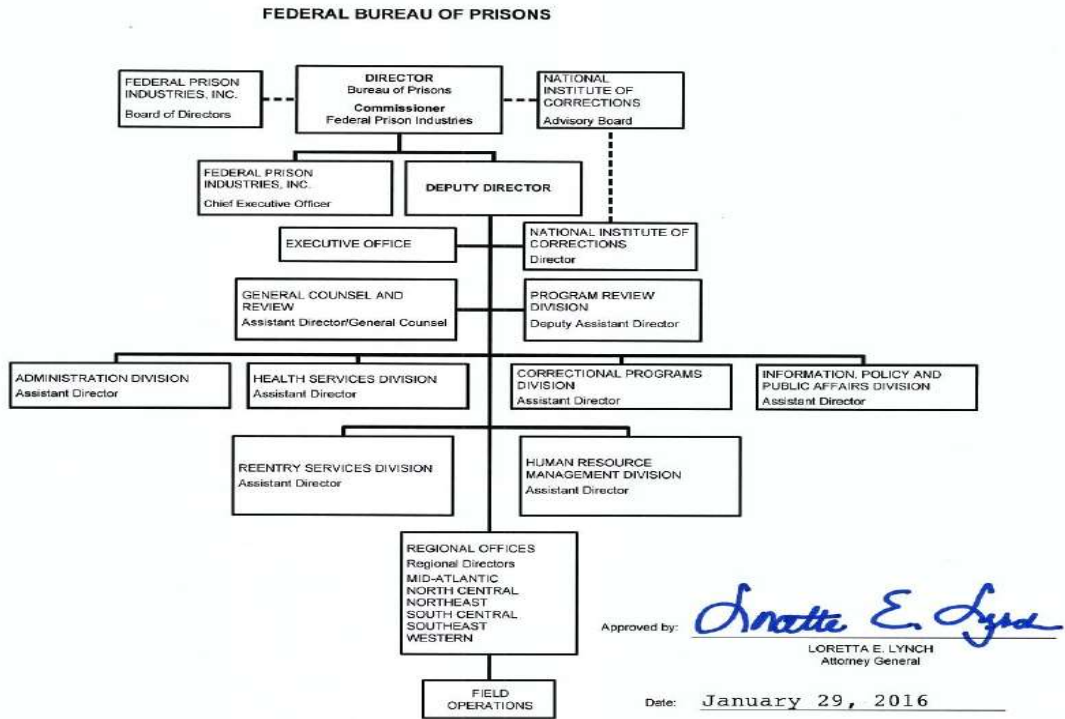 FEDERAL BUREAU OF PRISONS
FEDERAL PRISON
INDUSTRIES, INC.
Board of Directors
DIRECTOR
Bureau of Prisons
Commissioner
Federal Prison Industries
NATIONAL
INSTITUTE OF
CORRECTIONS
Advisory Board
FEDERAL PRISON
INDUSTRIES, INC.
Chief Executive Officer
DEPUTY DIRECTOR
EXECUTIVE OFFICE
NATIONAL INSTITUTE OF
CORRECTIONS
Director
GENERAL COUNSEL AND
REVIEW
Assistant Director/General Counsel
PROGRAM REVIEW
DIVISION
Deputy Assistant Director
ADMINISTRATION DIVISION
Assistant Director
HEALTH SERVICES DIVISION
Assistant Director
CORRECTIONAL PROGRAMS
DIVISION
Assistant Director
INFORMATION, POLICY AND
PUBLIC AFFAIRS DIVISION
Assistant Director
REENTRY SERVICES DIVISION
Assistant Director
HUMAN RESOURCE
MANAGEMENT DIVISION
Assistant Director
REGIONAL OFFICES
Regional Directors
MID-ATLANTIC
NORTH CENTRAL
NORTHEAST
SOUTH CENTRAL
SOUTHEAST
WESTERN
FIELD
OPERATIONS
Approved by: Loretta E. Lynch
LORETTA E. LYNCH
Attorney General
Date: January 29, 2016